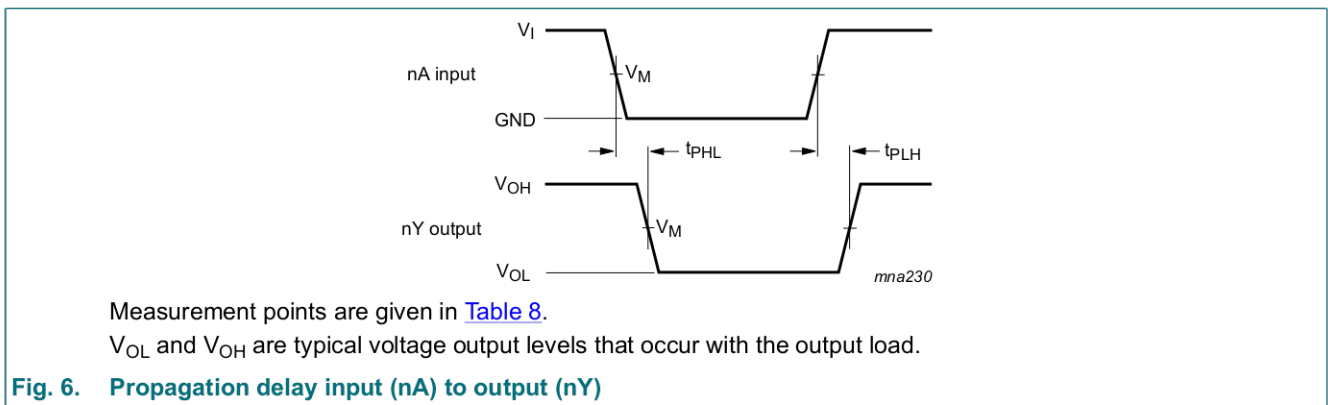 VI
nA input
VM
GND
tPHL
tPLH
VOH
nY output
VM
VOL
mna230
Measurement points are given in Table 8.
VOL and VOH are typical voltage output levels that occur with the output load.
Fig. 6. Propagation delay input (nA) to output (nY)